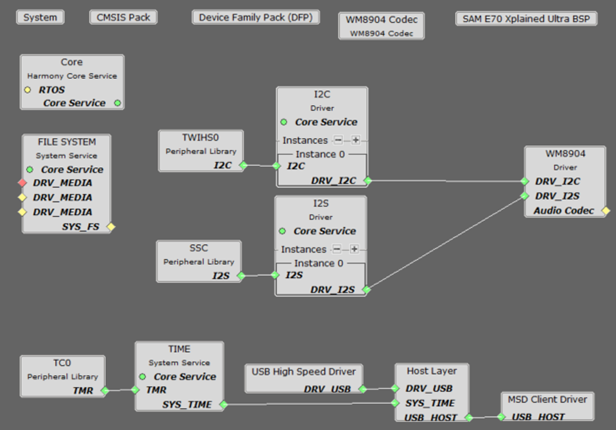 System
CMSIS Pack
Device Family Pack (DFP)
WM8904 Codec
WM8904 Codec
SAM E70 Xplained Ultra BSP
Core
Harmony Core Service
RTOS
Core Service
FILE SYSTEM
System Service
Core Service
DRV_MEDIA
DRV_MEDIA
DRV_MEDIA
SYS_FS
TWIHS0
Peripheral Library
I2C
I2C
Driver
Core Service
Instances
Instance 0
I2C
DRV_I2C
SSC
Peripheral Library
I2S
I2S
Driver
Core Service
Instances
Instance 0
I2S
DRV_I2S
WM8904
Driver
DRV_I2C
DRV_I2S
Audio Codec
TC0
Peripheral Library
TMR
TIME
System Service
Core Service
TMR
SYS_TIME
USB High Speed Driver
DRV_USB
Host Layer
DRV_USB
SYS_TIME
USB_HOST
MSD Client Driver
USB_HOST